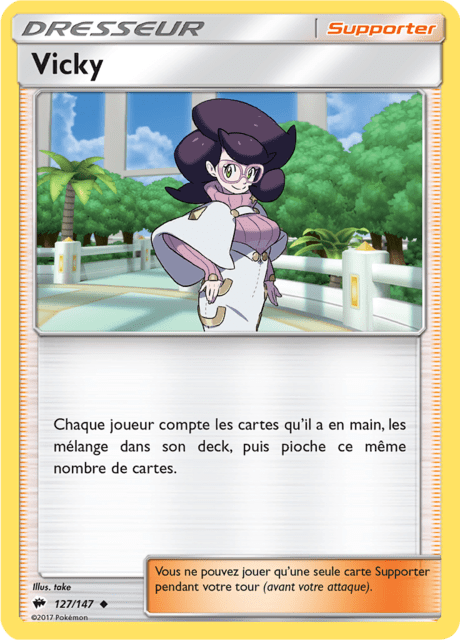 DRESSEUR Supporter
Vicky
Chaque joueur compte les cartes qu'il a en main, les
mélange dans son deck, puis pioche ce même
nombre de cartes.
Vous ne pouvez jouer qu'une seule carte Supporter
pendant votre tour (avant votre attaque).
Illus. take
127/147
©2017 Pokémon